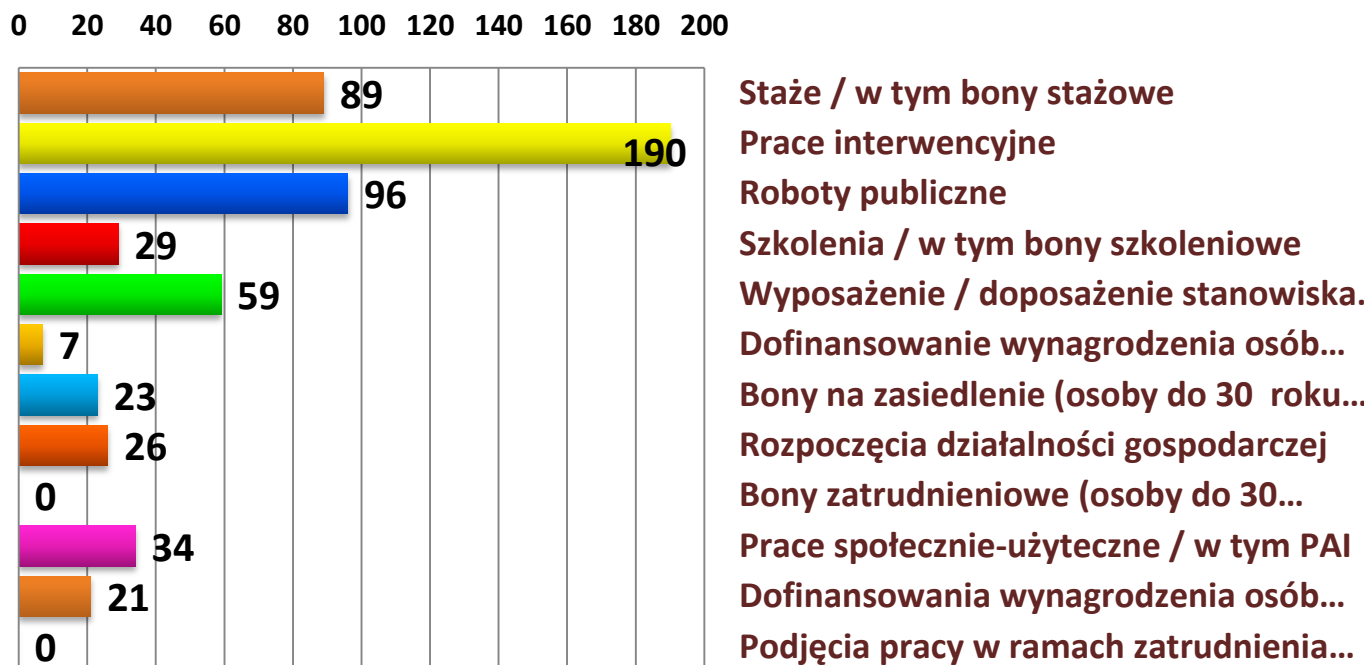 0 20 40 60 80 100 120 140 160 180 200
89 Staże / w tym bony stażowe
190 Prace interwencyjne
96 Roboty publiczne
29 Szkolenia / w tym bony szkoleniowe
59 Wyposażenie / doposażenie stanowiska.
7 Dofinansowanie wynagrodzenia osób...
23 Bony na zasiedlenie (osoby do 30 roku...
26 Rozpoczęcia działalności gospodarczej
0 Bony zatrudnieniowe (osoby do 30...
34 Prace społecznie-użyteczne / w tym PAI
21 Dofinansowania wynagrodzenia osób...
0 Podjęcia pracy w ramach zatrudnienia...